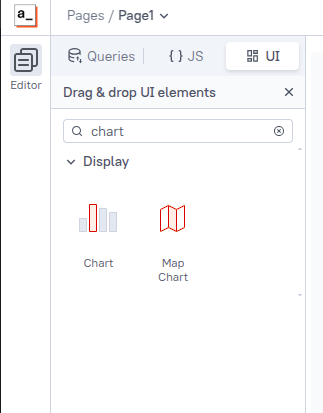 a_
Pages / Page1
Editor
Queries
{ } JS
UI
Drag & drop UI elements
chart
Display
Chart
Map
Chart